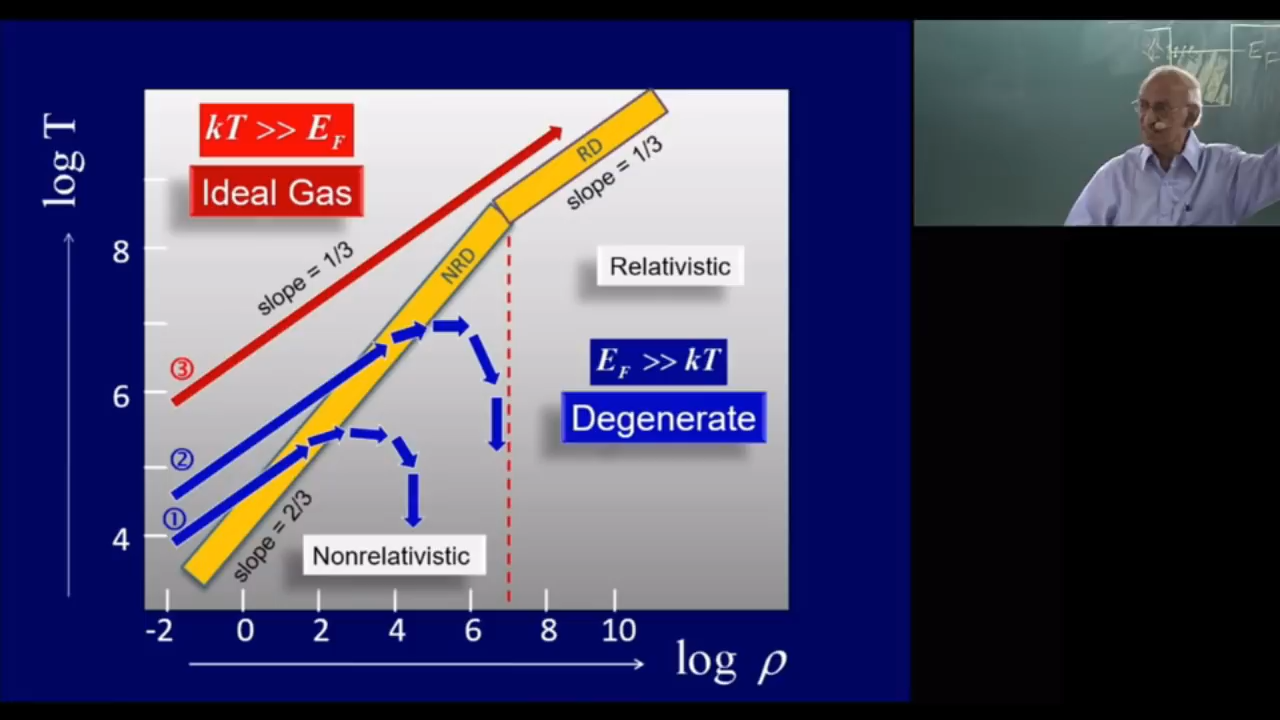 log T
kT >> E_F
Ideal Gas
slope = 1/3
RD
slope = 1/3
NRD
Relativistic
E_F >> kT
Degenerate
③
②
①
slope = 2/3
Nonrelativistic
8
6
4
-2 0 2 4 6 8 10
log ρ
E_F